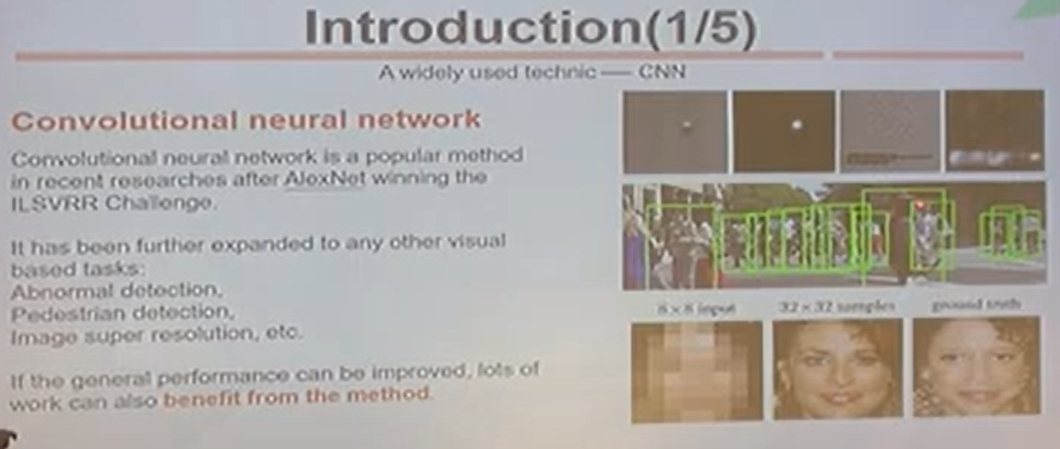 Introduction(1/5)
A widely used technic — CNN
Convolutional neural network
Convolutional neural network is a popular method
in recent researches after AlexNet winning the
ILSVRR Challenge.
It has been further expanded to any other visual
based tasks:
Abnormal detection,
Pedestrian detection,
Image super resolution, etc.
If the general performance can be improved, lots of
work can also benefit from the method.
8 × 8 input 32 × 32 samples ground truth